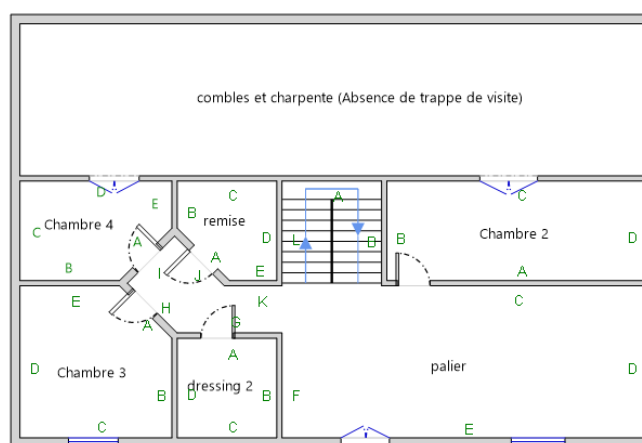 combles et charpente (Absence de trappe de visite)
D
E
Chambre 4
C
A
B
C
B
remise
D
A
E
A
L
D
C
Chambre 2
D
B
A
I
J
H
K
G
E
A
D
Chambre 3
B
C
A
dressing 2
D
B
C
C
palier
D
F
E